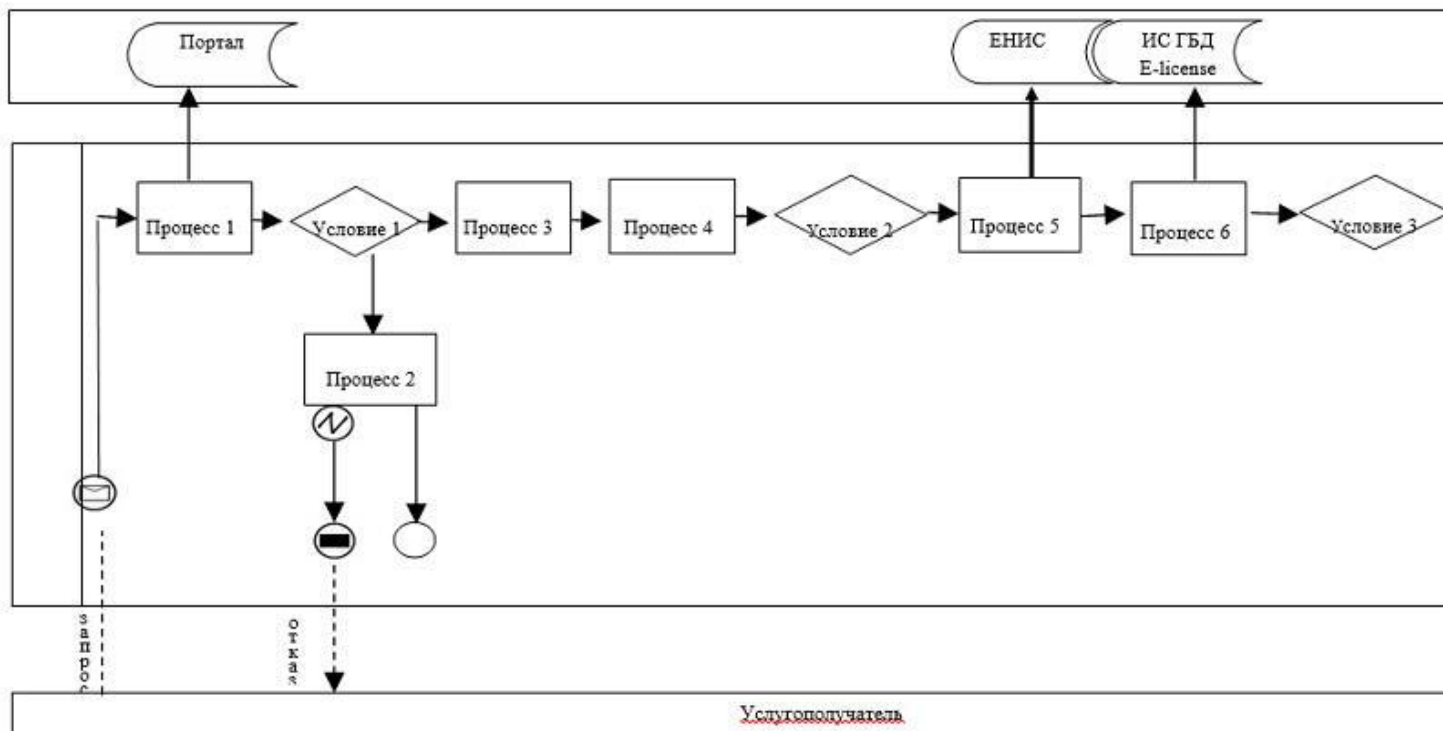 Портал
ЕНИС
ИС ГБД
E-license
Процесс 1
Условие 1
Процесс 3
Процесс 4
Условие 2
Процесс 5
Процесс 6
Условие 3
Процесс 2
запрос
отказ
Услугополучатель